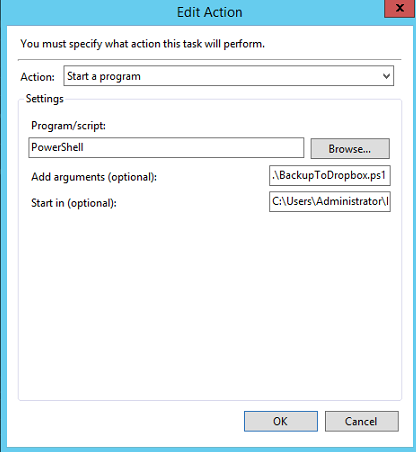 Edit Action
x
You must specify what action this task will perform.
Action: Start a program
Settings
Program/script:
PowerShell Browse...
Add arguments (optional): .\BackupToDropbox.ps1
Start in (optional): C:\Users\Administrator\
OK Cancel